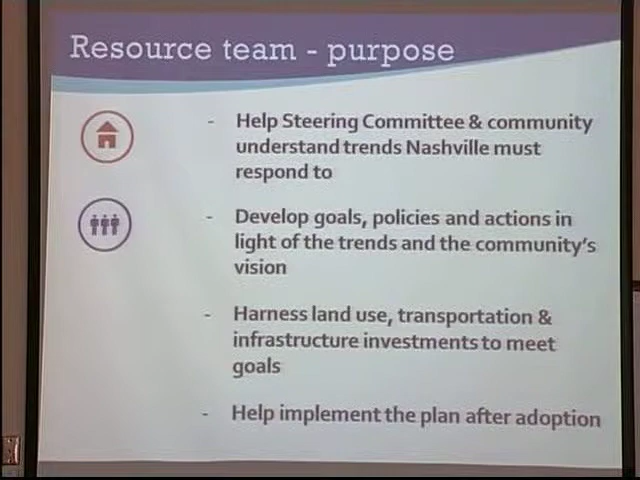 Resource team - purpose
- Help Steering Committee & community
understand trends Nashville must
respond to
- Develop goals, policies and actions in
light of the trends and the community's
vision
- Harness land use, transportation &
infrastructure investments to meet
goals
- Help implement the plan after adoption